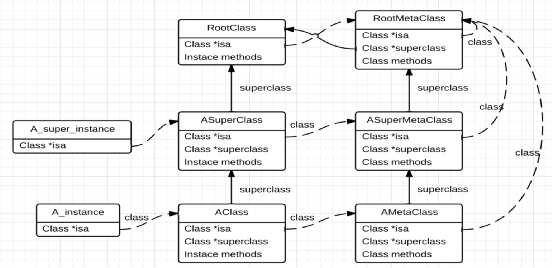 RootClass
Class *isa
Instace methods
RootMetaClass
Class *isa
Class *superclass
Class methods
class
superclass
superclass
class
A_super_instance
Class *isa
ASuperClass
Class *isa
Class *superclass
Instace methods
class
ASuperMetaClass
Class *isa
Class *superclass
Class methods
class
superclass
superclass
A_instance
Class *isa
class
AClass
Class *isa
Class *superclass
Instace methods
class
AMetaClass
Class *isa
Class *superclass
Class methods